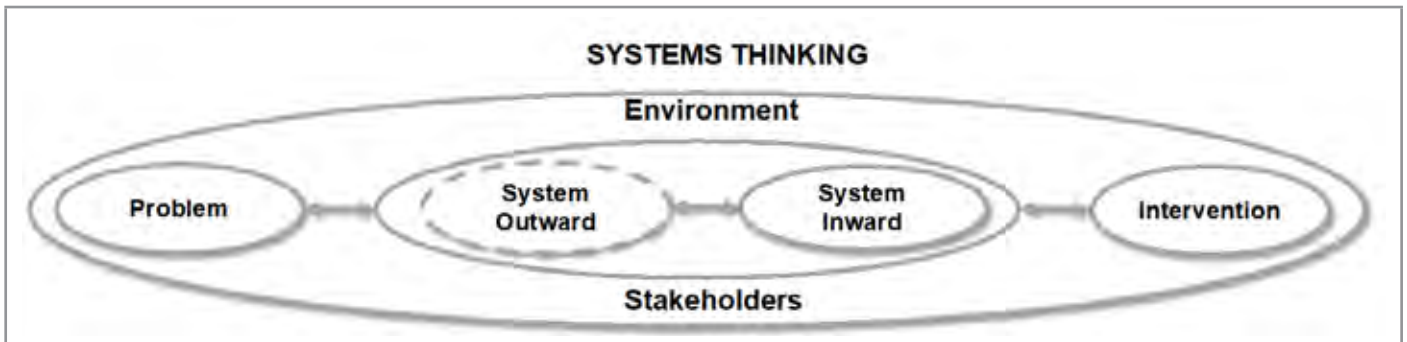 SYSTEMS THINKING
Environment
Problem
System
Outward
System
Inward
Intervention
Stakeholders